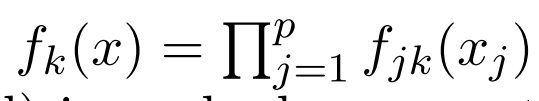 f_k(x) = ∏_{j=1}^{p} f_{jk}(x_j)